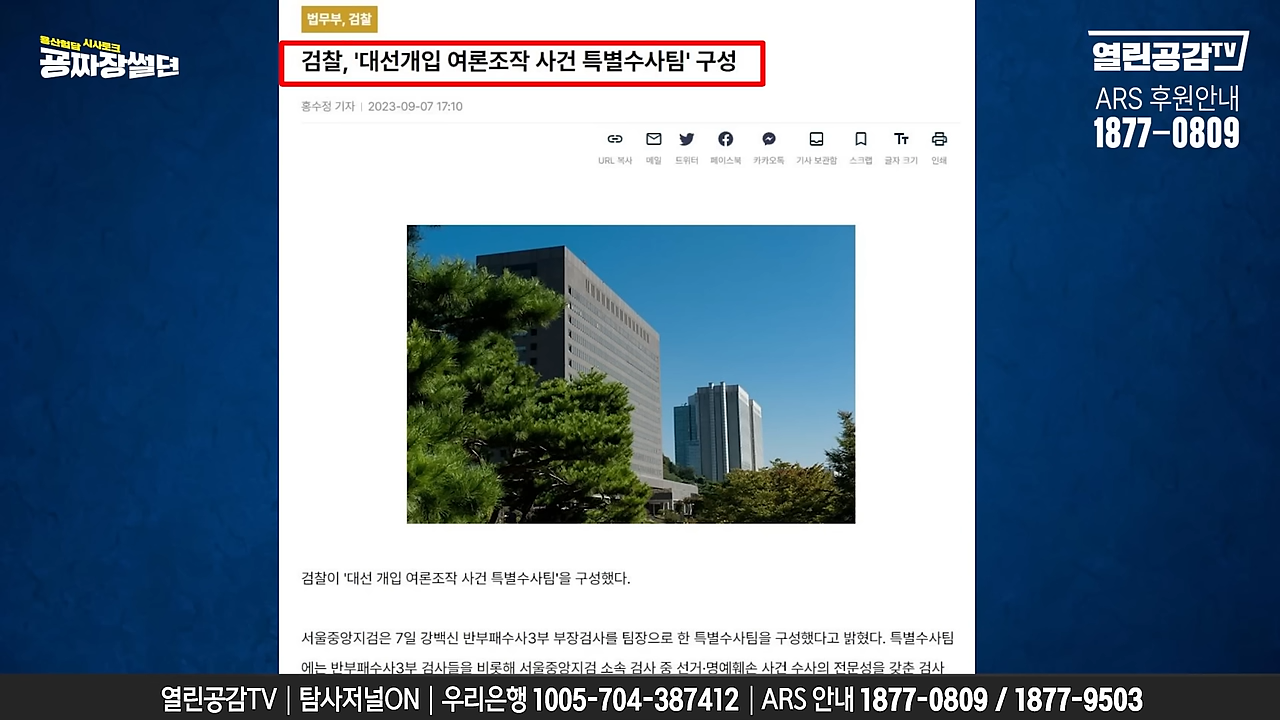 법무부, 검찰
검찰, '대선개입 여론조작 사건 특별수사팀' 구성
홍수정 기자 | 2023-09-07 17:10
URL 복사 메일 트위터 페이스북 카카오톡 기사 보관함 스크랩 글자 크기 인쇄
시사토크
열린공감TV
ARS 후원안내
1877-0809
검찰이 '대선 개입 여론조작 사건 특별수사팀'을 구성했다.
서울중앙지검은 7일 강백신 반부패수사3부 부장검사를 팀장으로 한 특별수사팀을 구성했다고 밝혔다. 특별수사팀
에는 반부패수사3부 검사들을 비롯해 서울중앙지검 소속 검사 중 선거·명예훼손 사건 수사의 전문성을 갖춘 검사
열린공감TV | 탐사저널ON | 우리은행 1005-704-387412 | ARS 안내 1877-0809 / 1877-9503